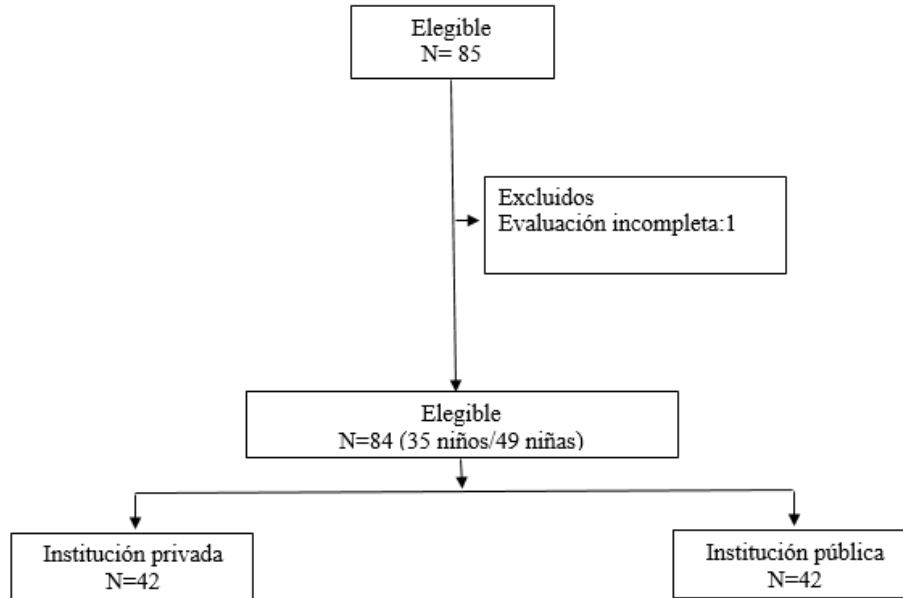 Elegible
N= 85
Excluidos
Evaluación incompleta:1
Elegible
N=84 (35 niños/49 niñas)
Institución privada
N=42
Institución pública
N=42